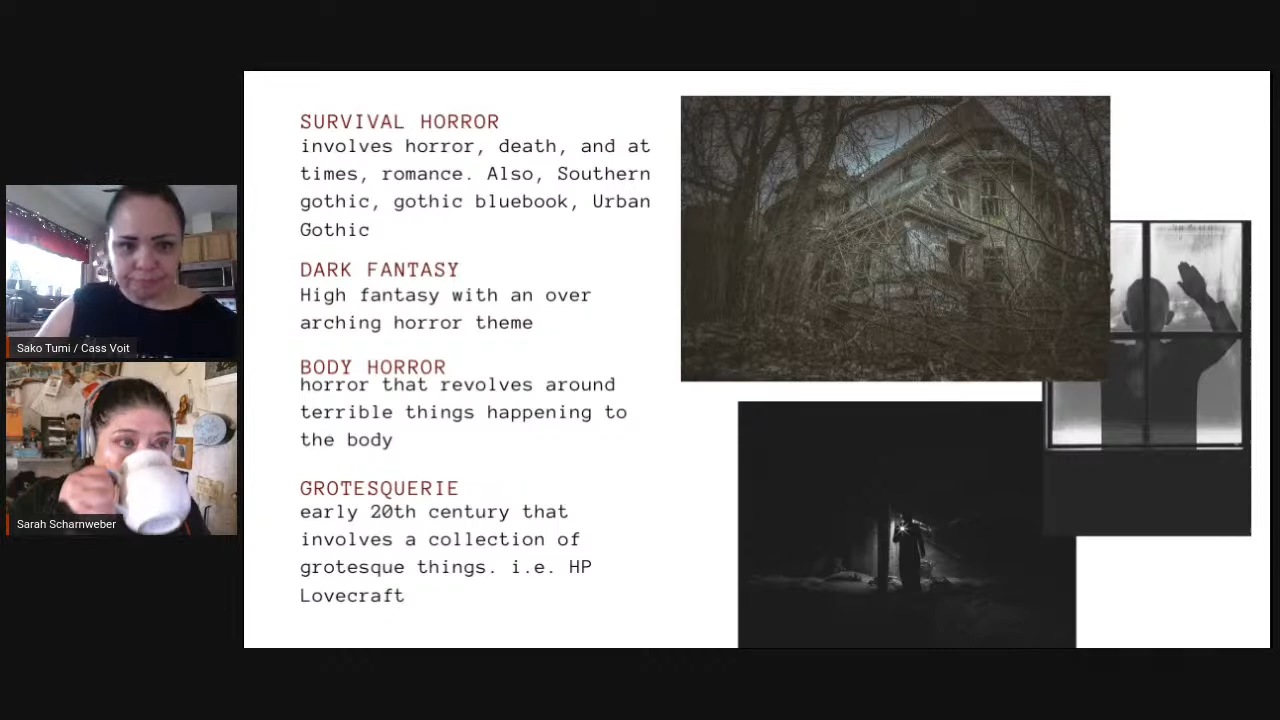 SURVIVAL HORROR
involves horror, death, and at
times, romance. Also, Southern
gothic, gothic bluebook, Urban
Gothic
DARK FANTASY
High fantasy with an over
arching horror theme
BODY HORROR
horror that revolves around
terrible things happening to
the body
GROTESQUERIE
early 20th century that
involves a collection of
grotesque things. i.e. HP
Lovecraft
Sako Tumi / Cass Voit
Sarah Scharnweber